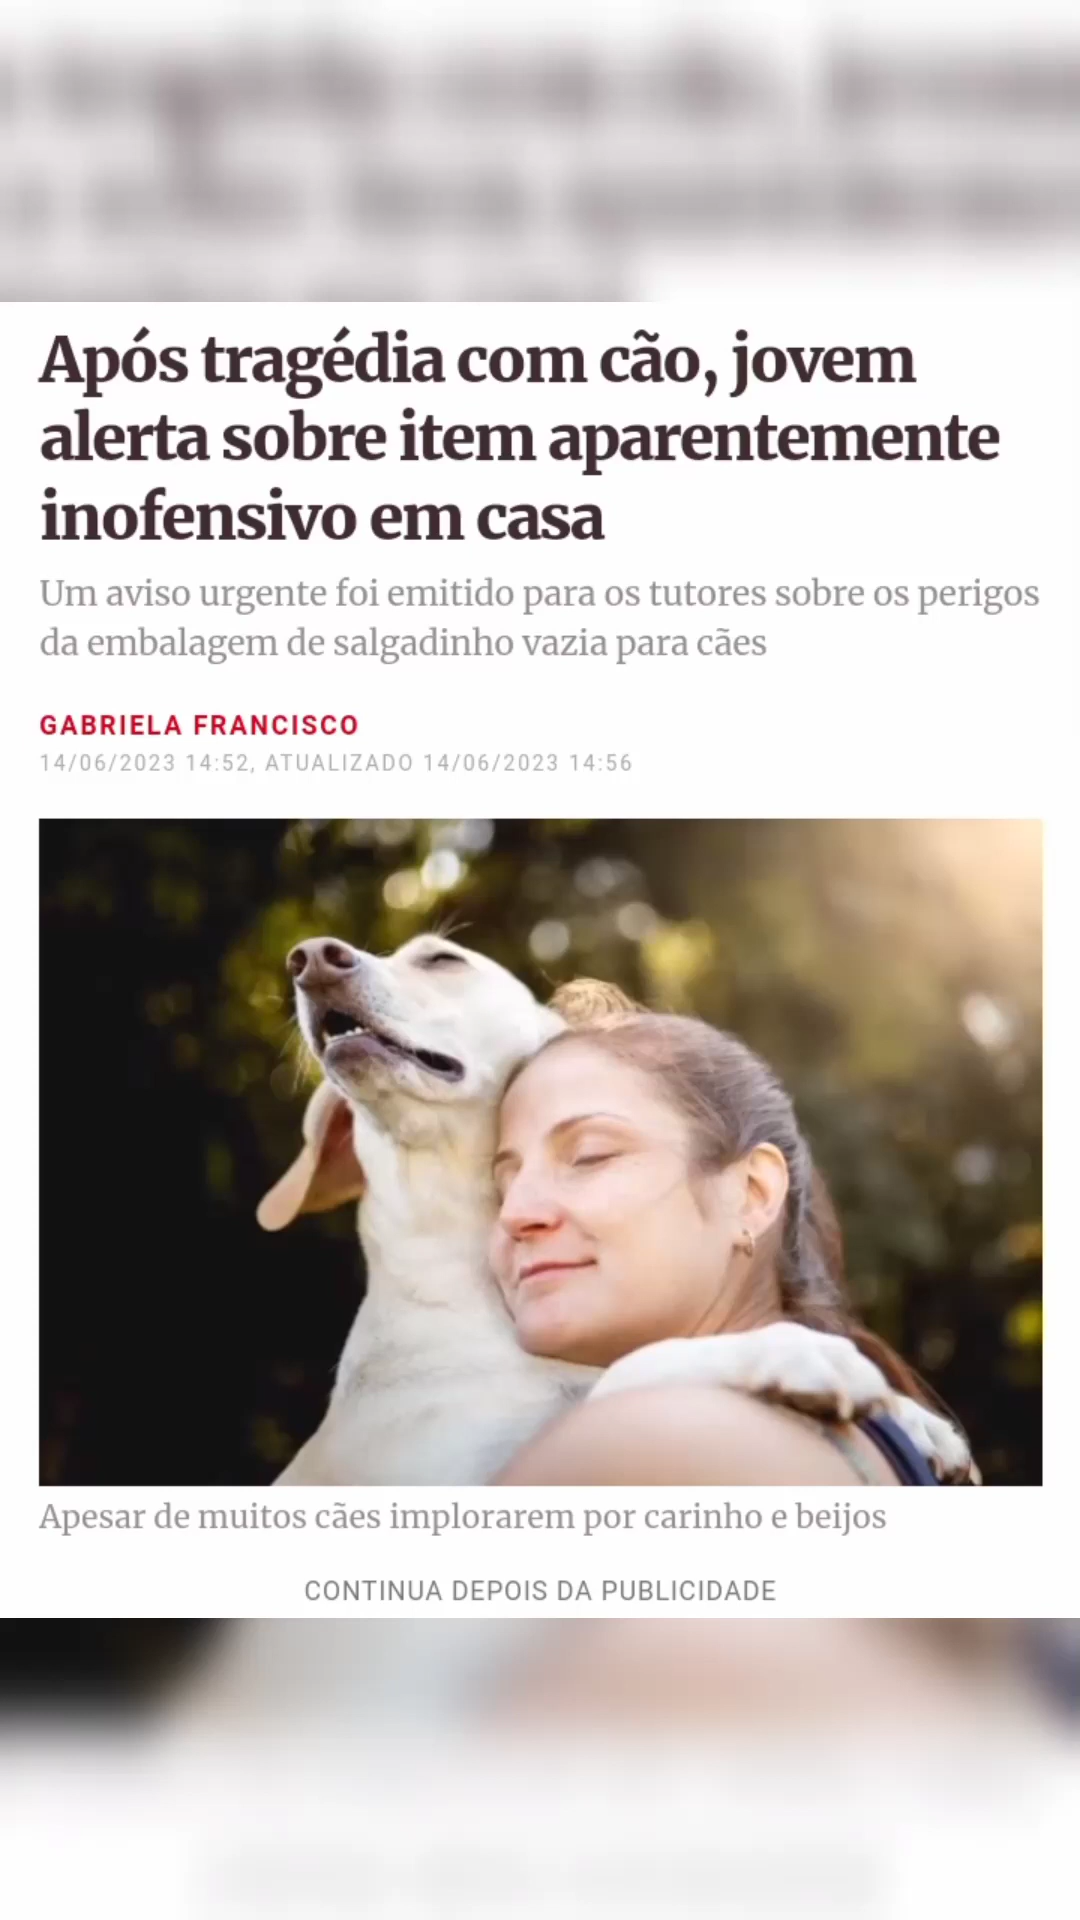 Após tragédia com cão, jovem
alerta sobre item aparentemente
inofensivo em casa
Um aviso urgente foi emitido para os tutores sobre os perigos
da embalagem de salgadinho vazia para cães
GABRIELA FRANCISCO
14/06/2023 14:52, ATUALIZADO 14/06/2023 14:56
Apesar de muitos cães implorarem por carinho e beijos
CONTINUA DEPOIS DA PUBLICIDADE